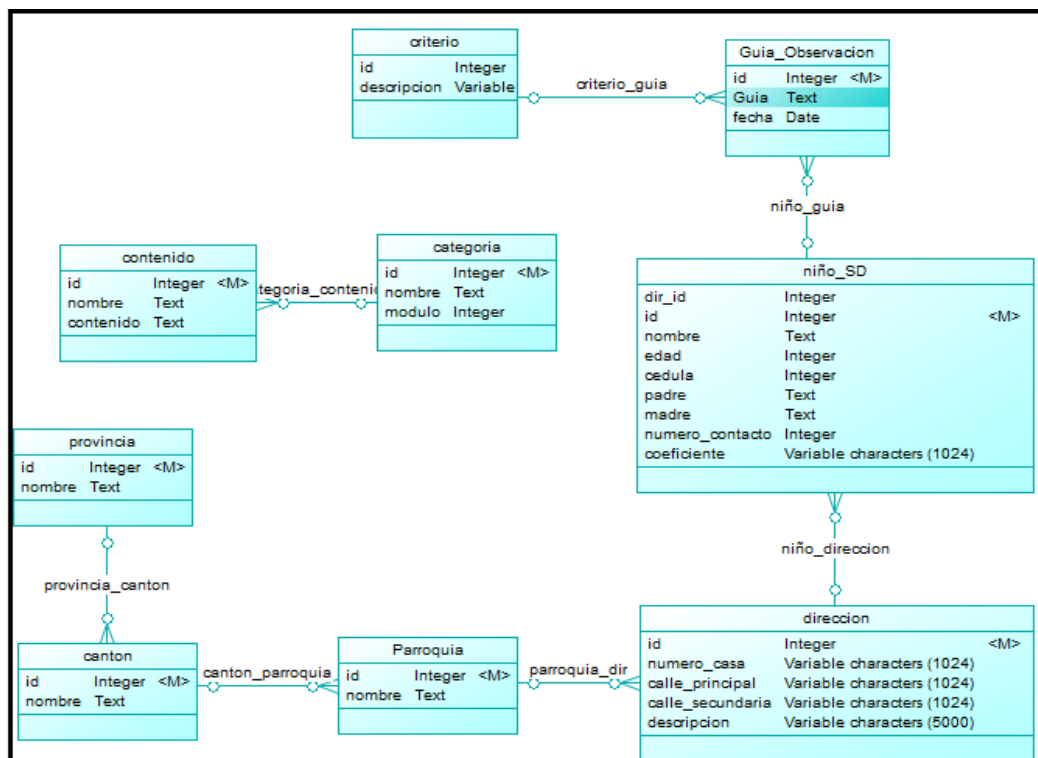 criterio
id Integer
descripcion Variable
criterio_guia
Guia_Observacion
id Integer <M>
Guia Text
fecha Date
niño_guia
contenido
id Integer <M>
nombre Text
contenido Text
tegoria_contenid
categoria
id Integer <M>
nombre Text
modulo Integer
niño_SD
dir_id Integer
id Integer <M>
nombre Text
edad Integer
cedula Integer
padre Text
madre Text
numero_contacto Integer
coeficiente Variable characters (1024)
provincia
id Integer <M>
nombre Text
provincia_canton
niño_direccion
canton
id Integer <M>
nombre Text
canton_parroquia
Parroquia
id Integer <M>
nombre Text
parroquia_dir
direccion
id Integer <M>
numero_casa Variable characters (1024)
calle_principal Variable characters (1024)
calle_secundaria Variable characters (1024)
descripcion Variable characters (5000)